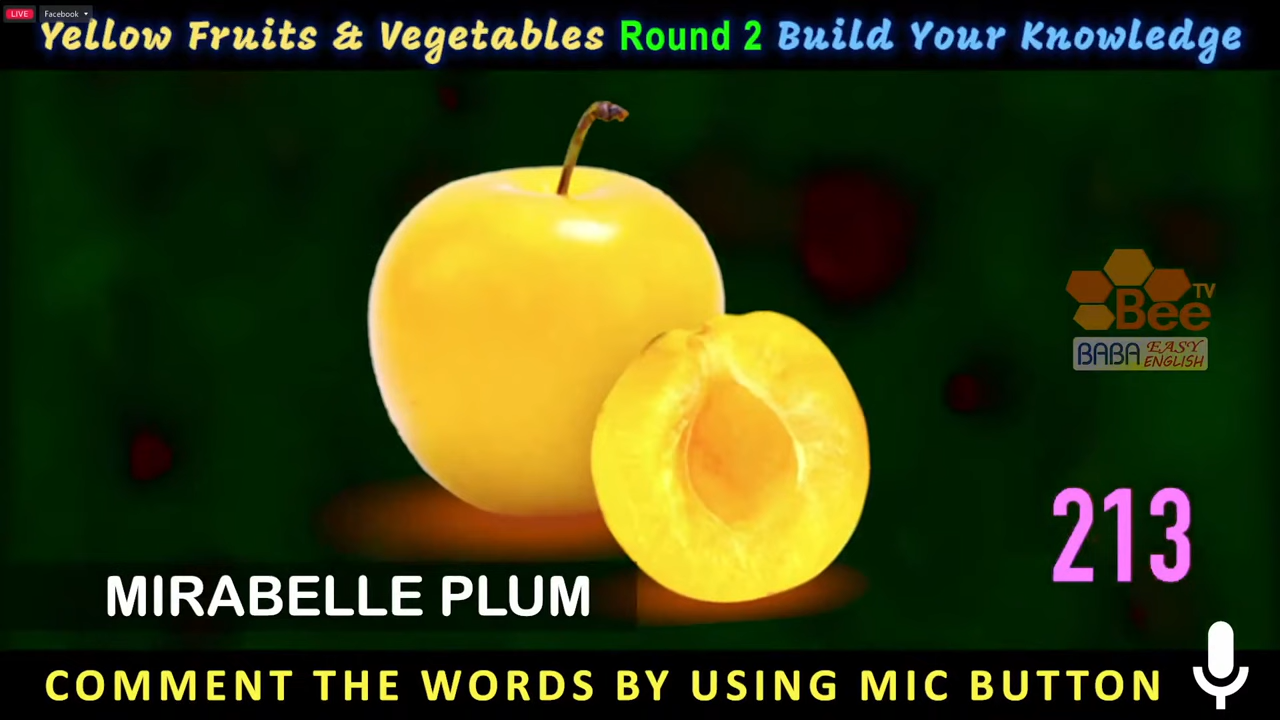 LIVE
Facebook
Yellow Fruits & Vegetables Round 2 Build Your Knowledge
Bee TV
BABA EASY ENGLISH
213
MIRABELLE PLUM
COMMENT THE WORDS BY USING MIC BUTTON